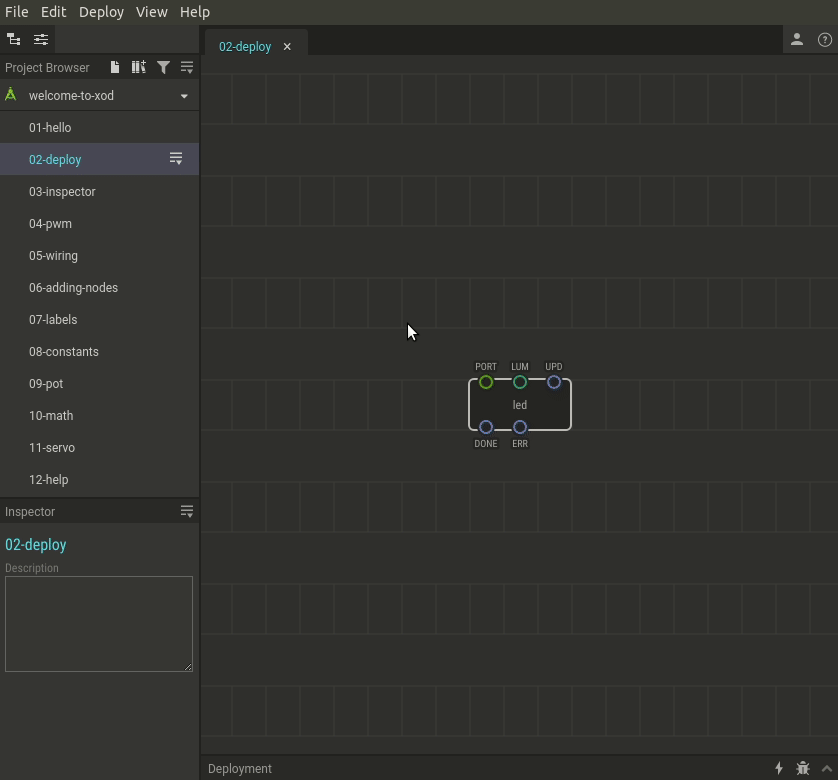 File Edit Deploy View Help
02-deploy
Project Browser
welcome-to-xod
01-hello
02-deploy
03-inspector
04-pwm
05-wiring
06-adding-nodes
07-labels
08-constants
09-pot
10-math
11-servo
12-help
Inspector
02-deploy
Description
PORT LUM UPD
led
DONE ERR
Deployment